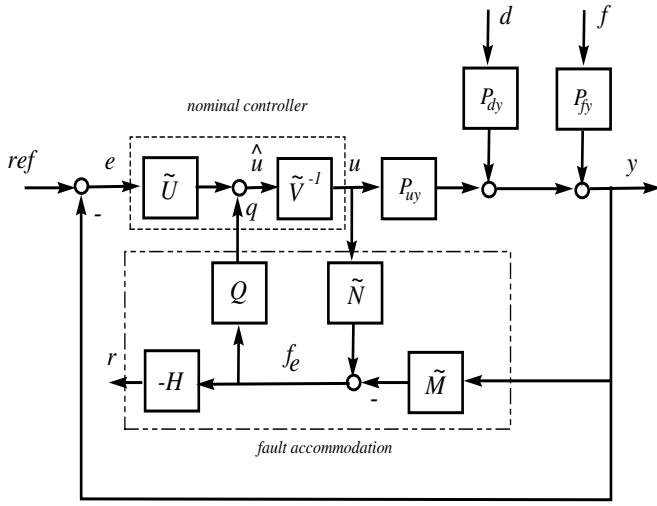 d f
P_dy P_fy
nominal controller
ref e Ũ û Ṽ⁻¹ u P_uy y
- q
Q Ñ
r -H f_e - M̃
fault accommodation